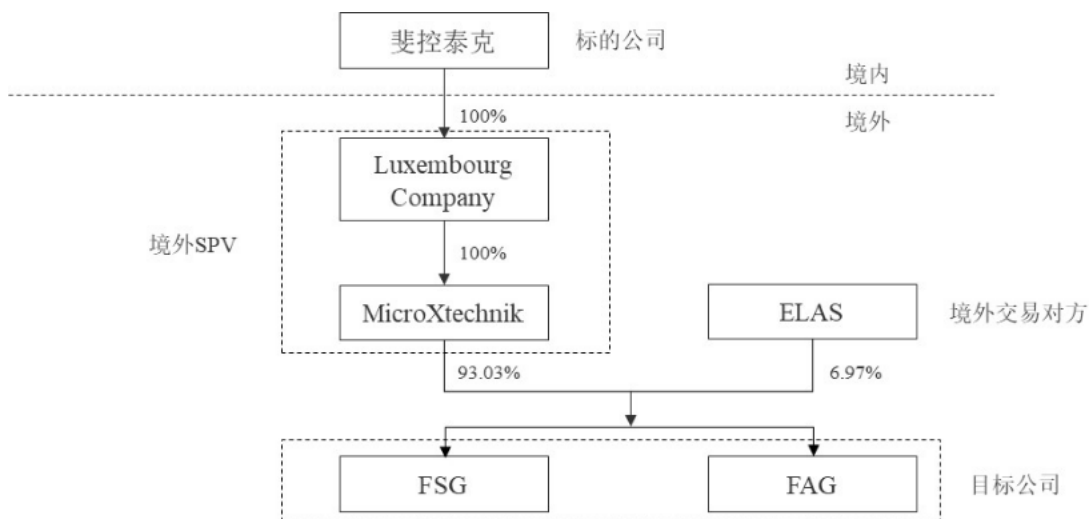 斐控泰克
标的公司
境内
境外
100%
Luxembourg
Company
境外SPV
100%
MicroXtechnik
ELAS
境外交易对方
93.03%
6.97%
FSG
FAG
目标公司